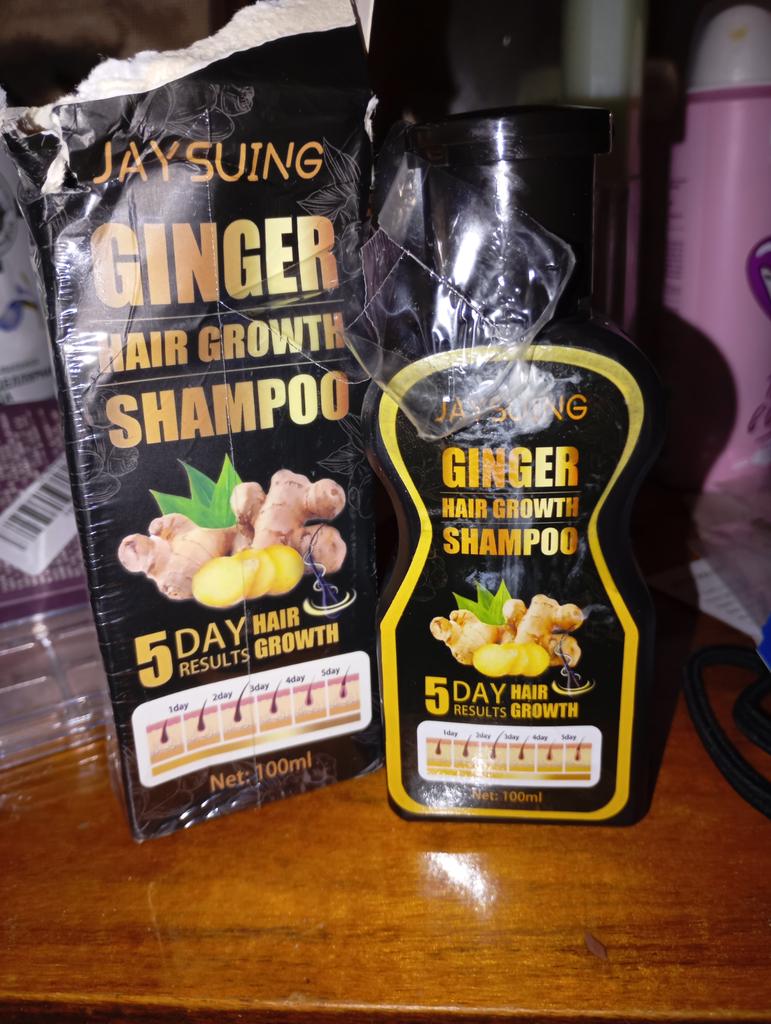 JAYSUING
GINGER
HAIR GROWTH
SHAMPOO
5 DAY HAIR
RESULTS GROWTH
1day 2day 3day 4day 5day
Net: 100ml
JAYSUING
GINGER
HAIR GROWTH
SHAMPOO
5 DAY HAIR
RESULTS GROWTH
1day 2day 3day 4day 5day
Net: 100ml